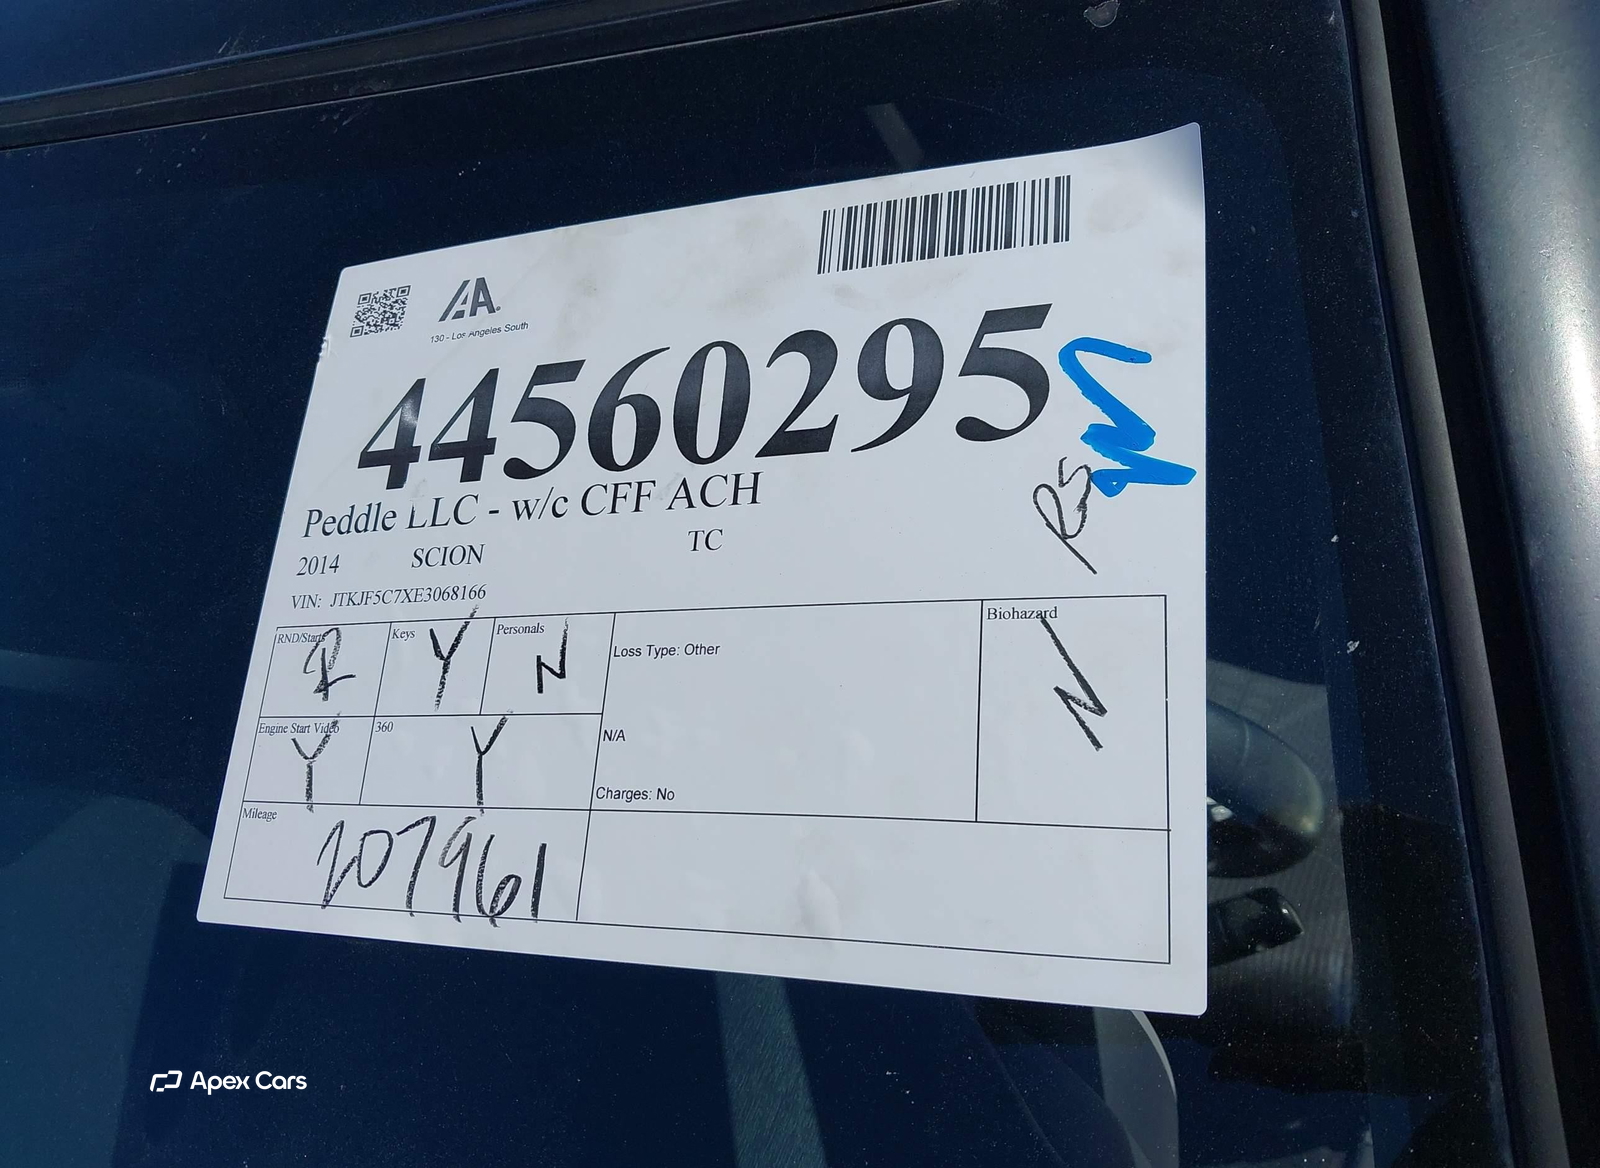 IAA
130 - Los Angeles South
44560295
RS
Peddle LLC - w/c CFF ACH
2014 SCION TC
VIN: JTKJF5C7XE3068166
RND/Starts R
Keys Y
Personals N
Loss Type: Other
Biohazard N
Engine Start Video Y
360 Y
N/A
Charges: No
Mileage
207961
Apex Cars